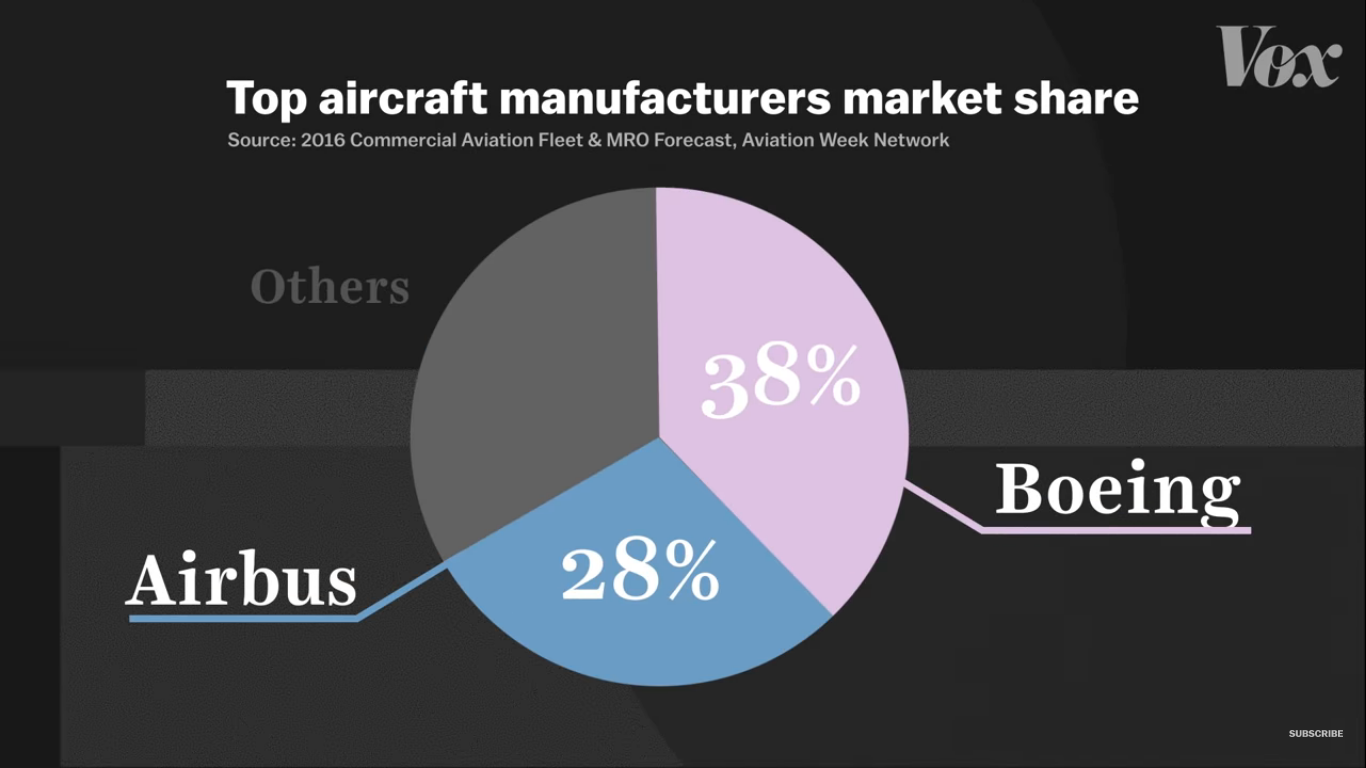 Vox
Top aircraft manufacturers market share
Source: 2016 Commercial Aviation Fleet & MRO Forecast, Aviation Week Network
Others
38%
Boeing
28%
Airbus
SUBSCRIBE